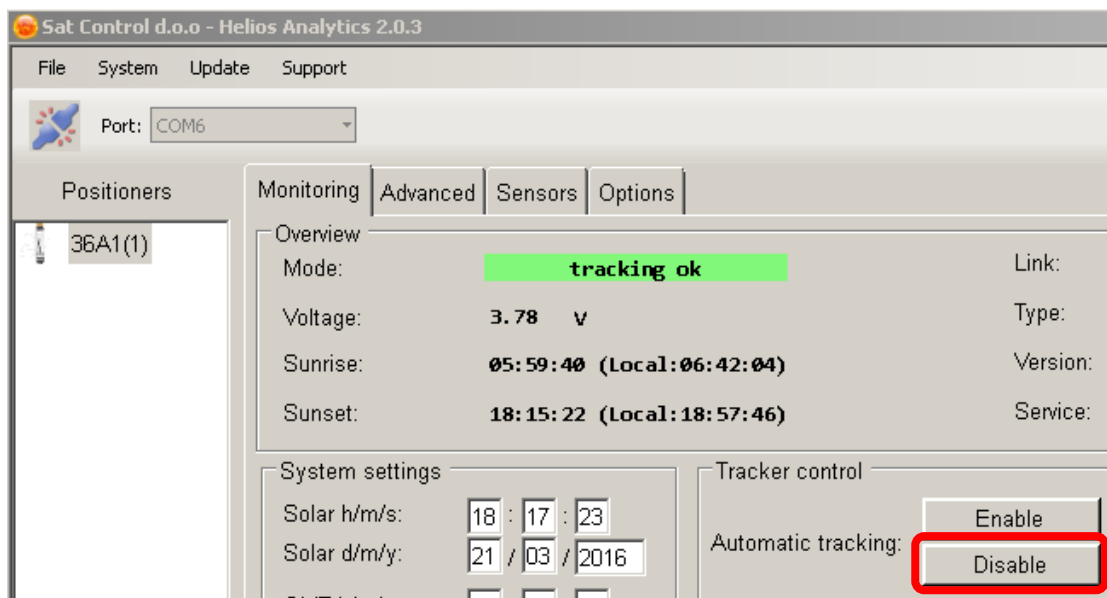 Sat Control d.o.o - Helios Analytics 2.0.3
File System Update Support
Port: COM6
Positioners
36A1(1)
Monitoring Advanced Sensors Options
Overview
Mode: tracking ok Link:
Voltage: 3.78 V Type:
Sunrise: 05:59:40 (Local:06:42:04) Version:
Sunset: 18:15:22 (Local:18:57:46) Service:
System settings Tracker control
Solar h/m/s: 18 : 17 : 23 Enable
Automatic tracking:
Solar d/m/y: 21 / 03 / 2016 Disable